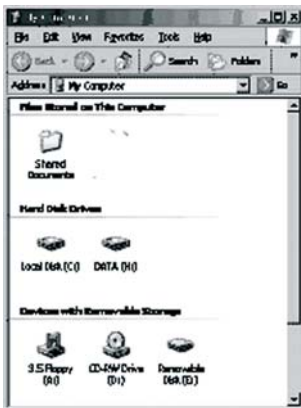 File Edit View Favorites Tools Help
Back Search Folders
Address My Computer Go
Files Stored on This Computer
Shared
Documents
Hard Disk Drives
Local Disk (C:) DATA (H:)
Devices with Removable Storage
3.5 Floppy
(A:)
CD-RW Drive
(D:)
Removable
Disk (E:)